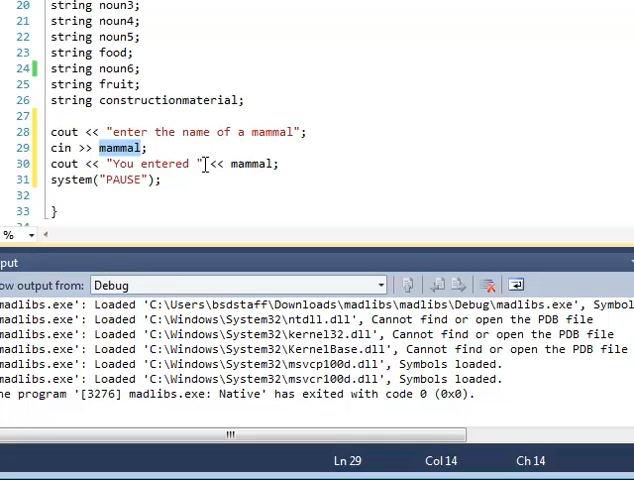 20 string noun3;
21 string noun4;
22 string noun5;
23 string food;
24 string noun6;
25 string fruit;
26 string constructionmaterial;
27
28 cout << "enter the name of a mammal";
29 cin >> mammal;
30 cout << "You entered " << mammal;
31 system("PAUSE");
32
33 }
%
put
ow output from: Debug
madlibs.exe': Loaded 'C:\Users\bsdstaff\Downloads\madlibs\madlibs\Debug\madlibs.exe', Symbo
madlibs.exe': Loaded 'C:\Windows\System32\ntdll.dll', Cannot find or open the PDB file
madlibs.exe': Loaded 'C:\Windows\System32\kernel32.dll', Cannot find or open the PDB file
madlibs.exe': Loaded 'C:\Windows\System32\KernelBase.dll', Cannot find or open the PDB file
madlibs.exe': Loaded 'C:\Windows\System32\msvcp100d.dll', Symbols loaded.
madlibs.exe': Loaded 'C:\Windows\System32\msvcr100d.dll', Symbols loaded.
he program '[3276] madlibs.exe: Native' has exited with code 0 (0x0).
Ln 29 Col 14 Ch 14